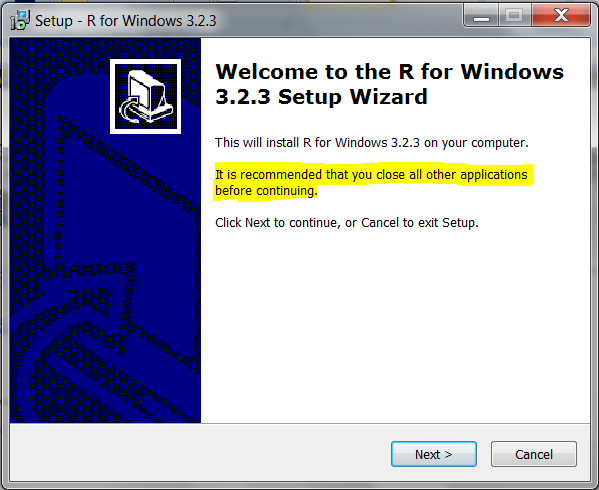 Setup - R for Windows 3.2.3
Welcome to the R for Windows
3.2.3 Setup Wizard
This will install R for Windows 3.2.3 on your computer.
It is recommended that you close all other applications
before continuing.
Click Next to continue, or Cancel to exit Setup.
Next >
Cancel